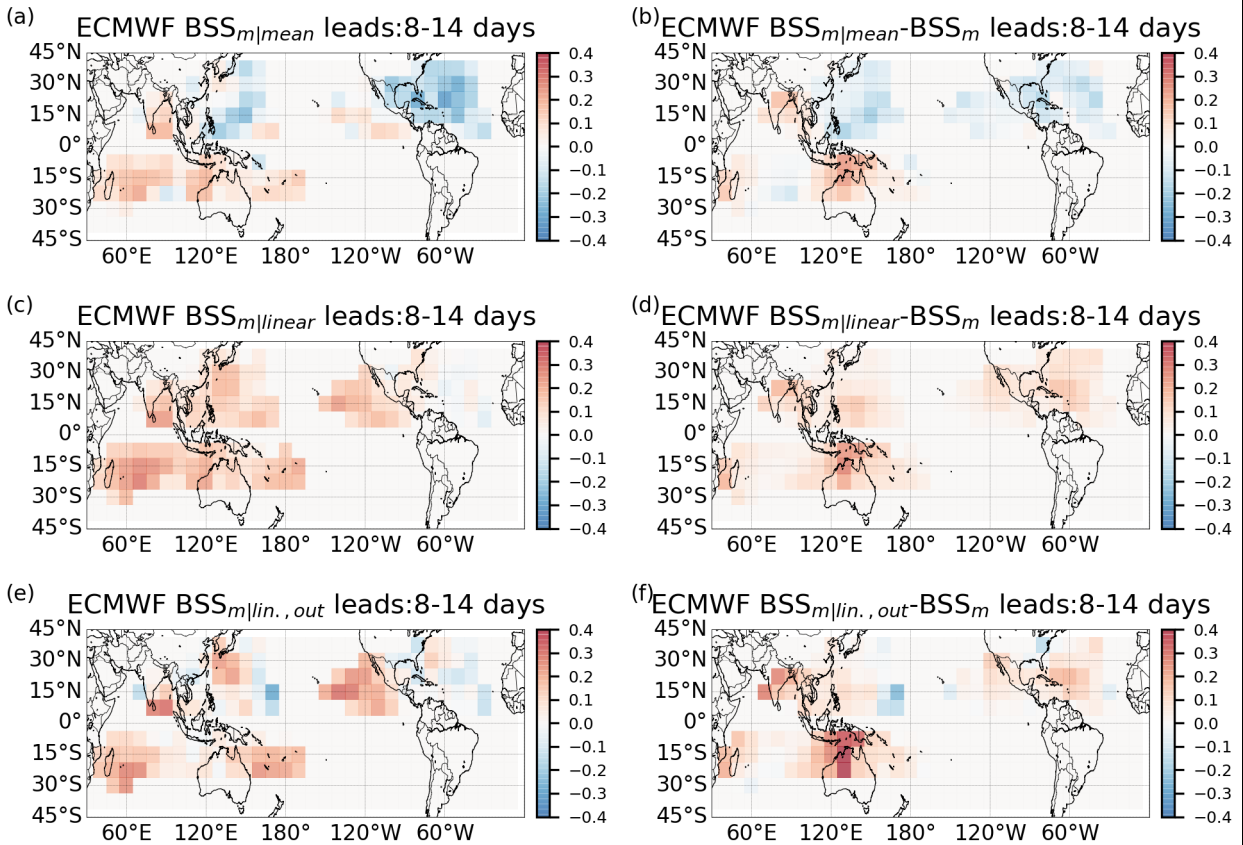 (a)
ECMWF BSS_{m|mean} leads:8-14 days
45°N
30°N
15°N
0°
15°S
30°S
45°S
60°E 120°E 180° 120°W 60°W
0.4
0.3
0.2
0.1
0.0
−0.1
−0.2
−0.3
−0.4
(b)
ECMWF BSS_{m|mean}-BSS_m leads:8-14 days
45°N
30°N
15°N
0°
15°S
30°S
45°S
60°E 120°E 180° 120°W 60°W
0.4
0.3
0.2
0.1
0.0
−0.1
−0.2
−0.3
−0.4
(c)
ECMWF BSS_{m|linear} leads:8-14 days
45°N
30°N
15°N
0°
15°S
30°S
45°S
60°E 120°E 180° 120°W 60°W
0.4
0.3
0.2
0.1
0.0
−0.1
−0.2
−0.3
−0.4
(d)
ECMWF BSS_{m|linear}-BSS_m leads:8-14 days
45°N
30°N
15°N
0°
15°S
30°S
45°S
60°E 120°E 180° 120°W 60°W
0.4
0.3
0.2
0.1
0.0
−0.1
−0.2
−0.3
−0.4
(e)
ECMWF BSS_{m|lin.,out} leads:8-14 days
45°N
30°N
15°N
0°
15°S
30°S
45°S
60°E 120°E 180° 120°W 60°W
0.4
0.3
0.2
0.1
0.0
−0.1
−0.2
−0.3
−0.4
(f)
ECMWF BSS_{m|lin.,out}-BSS_m leads:8-14 days
45°N
30°N
15°N
0°
15°S
30°S
45°S
60°E 120°E 180° 120°W 60°W
0.4
0.3
0.2
0.1
0.0
−0.1
−0.2
−0.3
−0.4